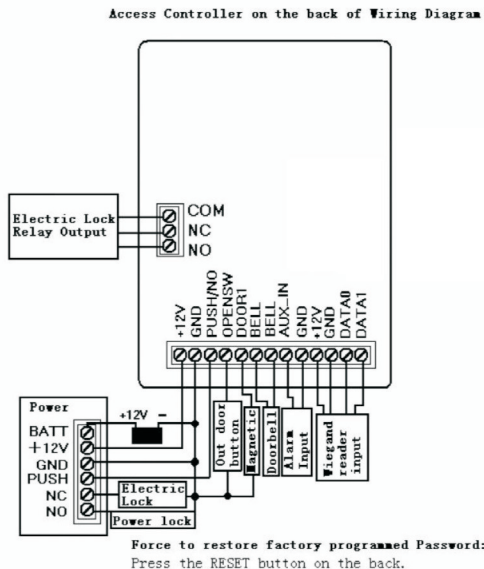 Access Controller on the back of Wiring Diagram
COM
NC
NO
Electric Lock
Relay Output
+12V
GND
PUSH/NO
OPENSW
DOOR1
BELL
BELL
AUX_IN
GND
+12V
GND
DATA0
DATA1
Power
BATT
+12V
GND
PUSH
NC
NO
+12V -
Electric
Lock
Power lock
Out door
button
Magnetic
Doorbell
Alarm
Input
Wiegand
reader
input
Force to restore factory programmed Password:
Press the RESET button on the back.